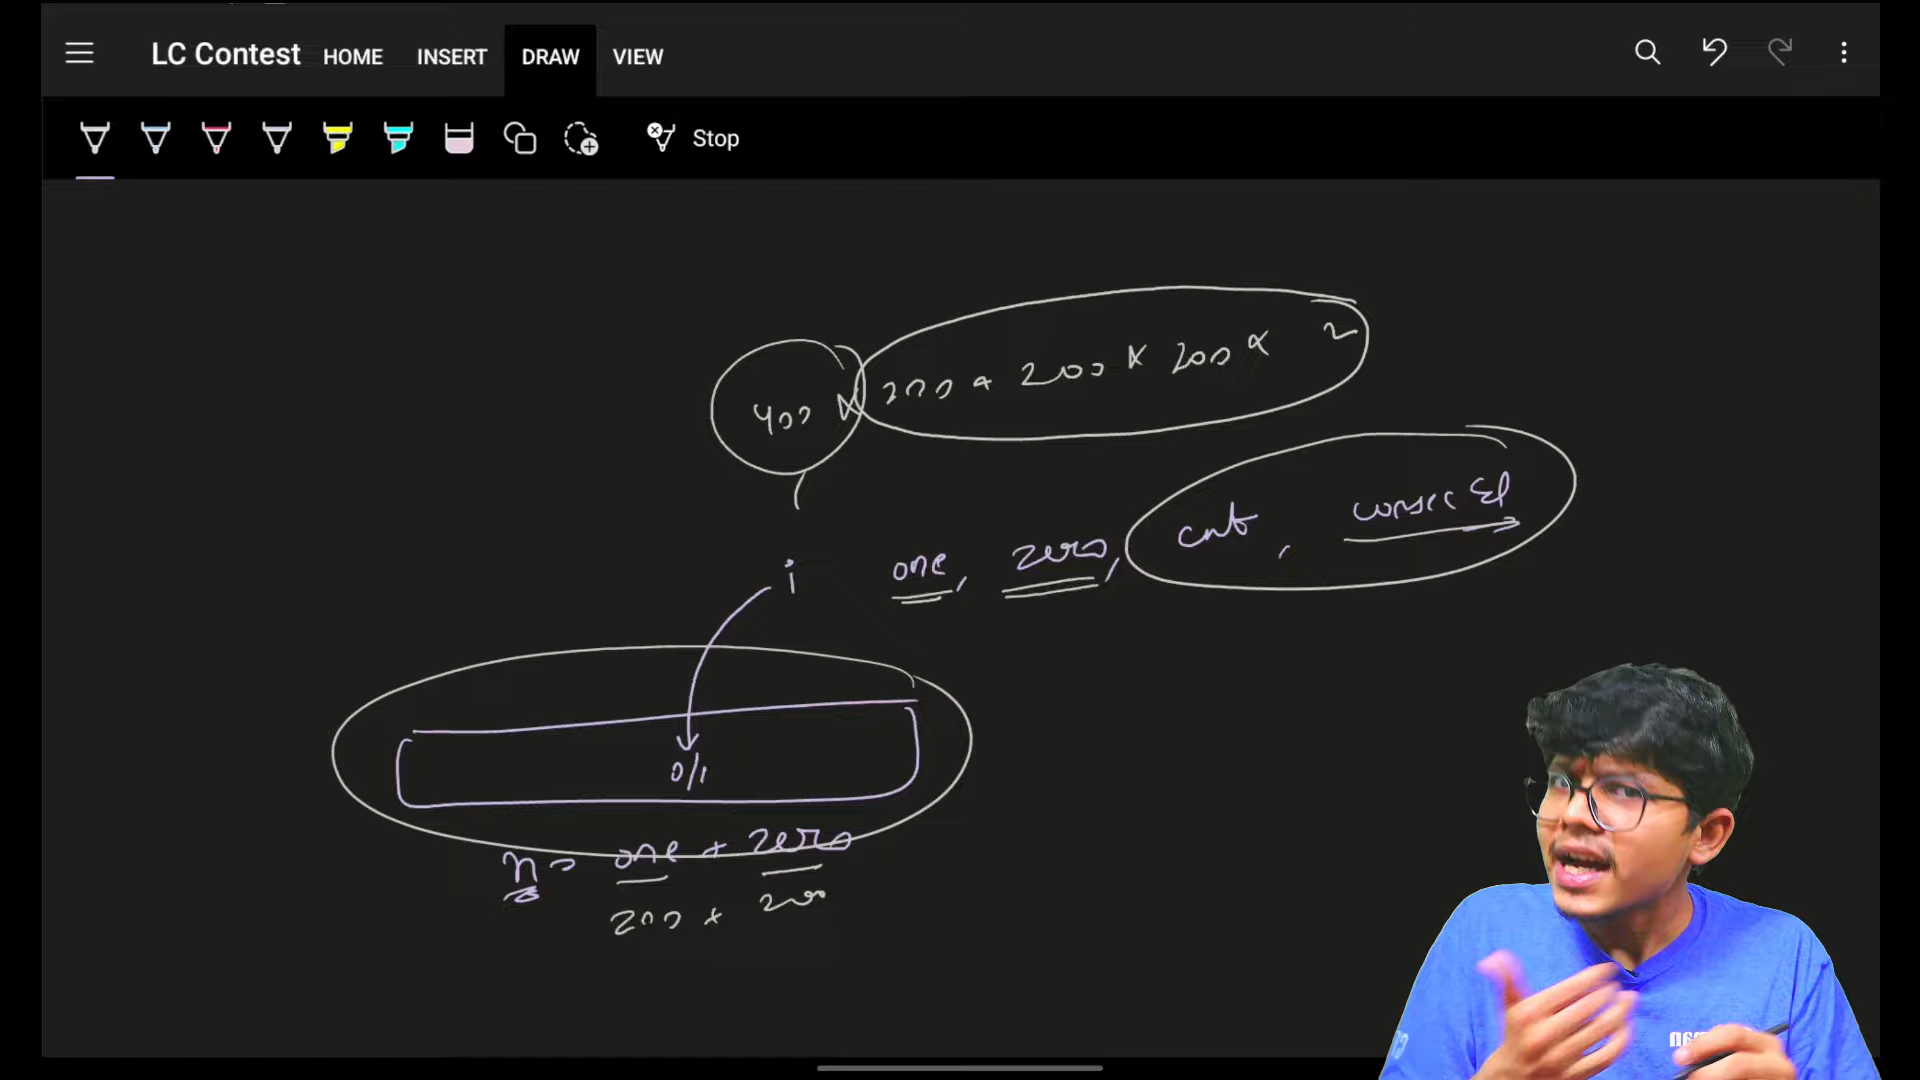 LC Contest HOME INSERT DRAW VIEW
Stop
400 × 200 * 200 * 200 * 2
i one, zero, cnt, consec El
0/1
n = one + zero
200 + 200